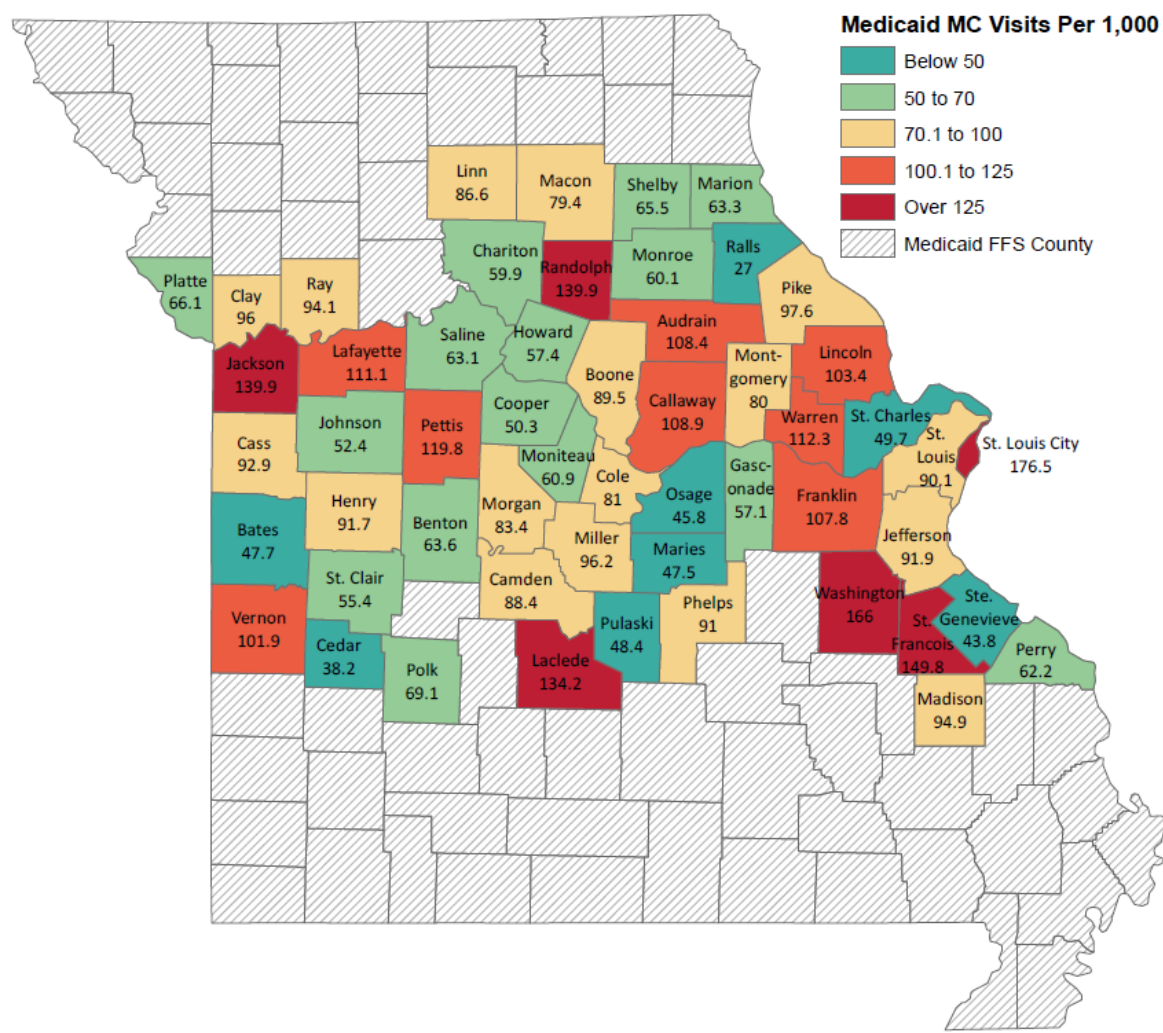 Medicaid MC Visits Per 1,000
Below 50
50 to 70
70.1 to 100
100.1 to 125
Over 125
Medicaid FFS County
Linn
86.6
Macon
79.4
Shelby
65.5
Marion
63.3
Chariton
59.9
Randolph
139.9
Monroe
60.1
Ralls
27
Platte
66.1
Clay
96
Ray
94.1
Pike
97.6
Saline
63.1
Howard
57.4
Audrain
108.4
Jackson
139.9
Lafayette
111.1
Boone
89.5
Mont-
gomery
80
Lincoln
103.4
Callaway
108.9
Warren
112.3
St. Charles
49.7
Cooper
50.3
Johnson
52.4
Pettis
119.8
Cass
92.9
St.
Louis
90.1
St. Louis City
176.5
Moniteau
60.9
Cole
81
Gasc-
onade
57.1
Osage
45.8
Franklin
107.8
Henry
91.7
Morgan
83.4
Benton
63.6
Bates
47.7
Miller
96.2
Jefferson
91.9
Maries
47.5
St. Clair
55.4
Camden
88.4
Vernon
101.9
Cedar
38.2
Polk
69.1
Laclede
134.2
Pulaski
48.4
Phelps
91
Washington
166
St.
Francois
149.8
Ste.
Genevieve
43.8
Perry
62.2
Madison
94.9